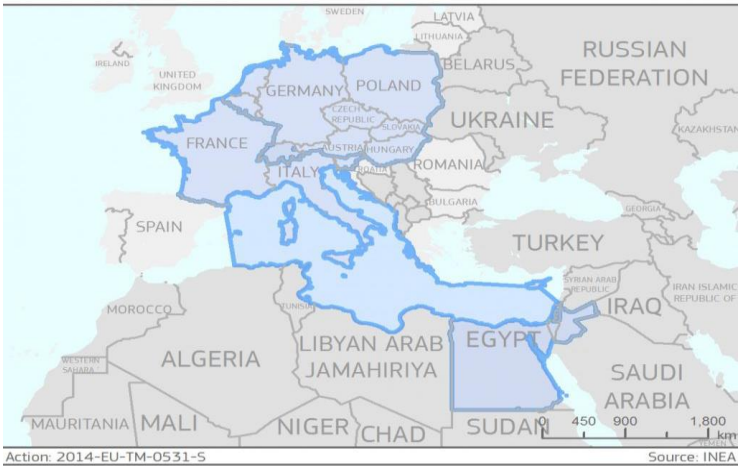 SWEDEN
LATVIA
LITHUANIA
IRELAND
UNITED
KINGDOM
BELARUS
RUSSIAN
FEDERATION
GERMANY
POLAND
CZECH
REPUBLIC
SLOVAKIA
UKRAINE
KAZAKHSTAN
FRANCE
AUSTRIA
HUNGARY
ITALY
ROMANIA
CROATIA
BULGARIA
GEORGIA
SPAIN
TURKEY
SYRIAN ARAB
REPUBLIC
IRAN ISLAMIC
REPUBLIC OF
MOROCCO
TUNISIA
IRAQ
LIBYAN ARAB
JAMAHIRIYA
EGYPT
ALGERIA
WESTERN
SAHARA
SAUDI
ARABIA
MAURITANIA
MALI
NIGER
CHAD
SUDAN
0 450 900 1,800
km
YEMEN
Action: 2014-EU-TM-0531-S
Source: INEA